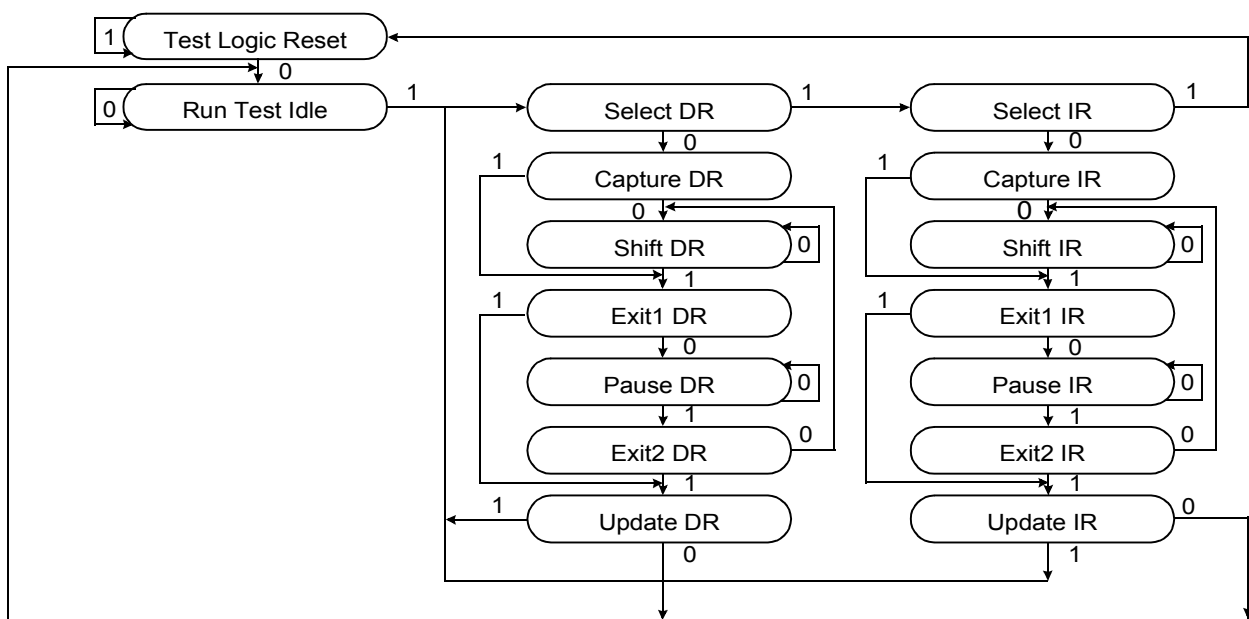 1 Test Logic Reset
0
0 Run Test Idle 1 Select DR 1 Select IR 1
0 0
1 Capture DR 1 Capture IR
0 0
Shift DR 0 Shift IR 0
1 1
1 Exit1 DR 1 Exit1 IR
0 0
Pause DR 0 Pause IR 0
1 1
Exit2 DR 0 Exit2 IR 0
1 1
1 Update DR Update IR 0
0 1